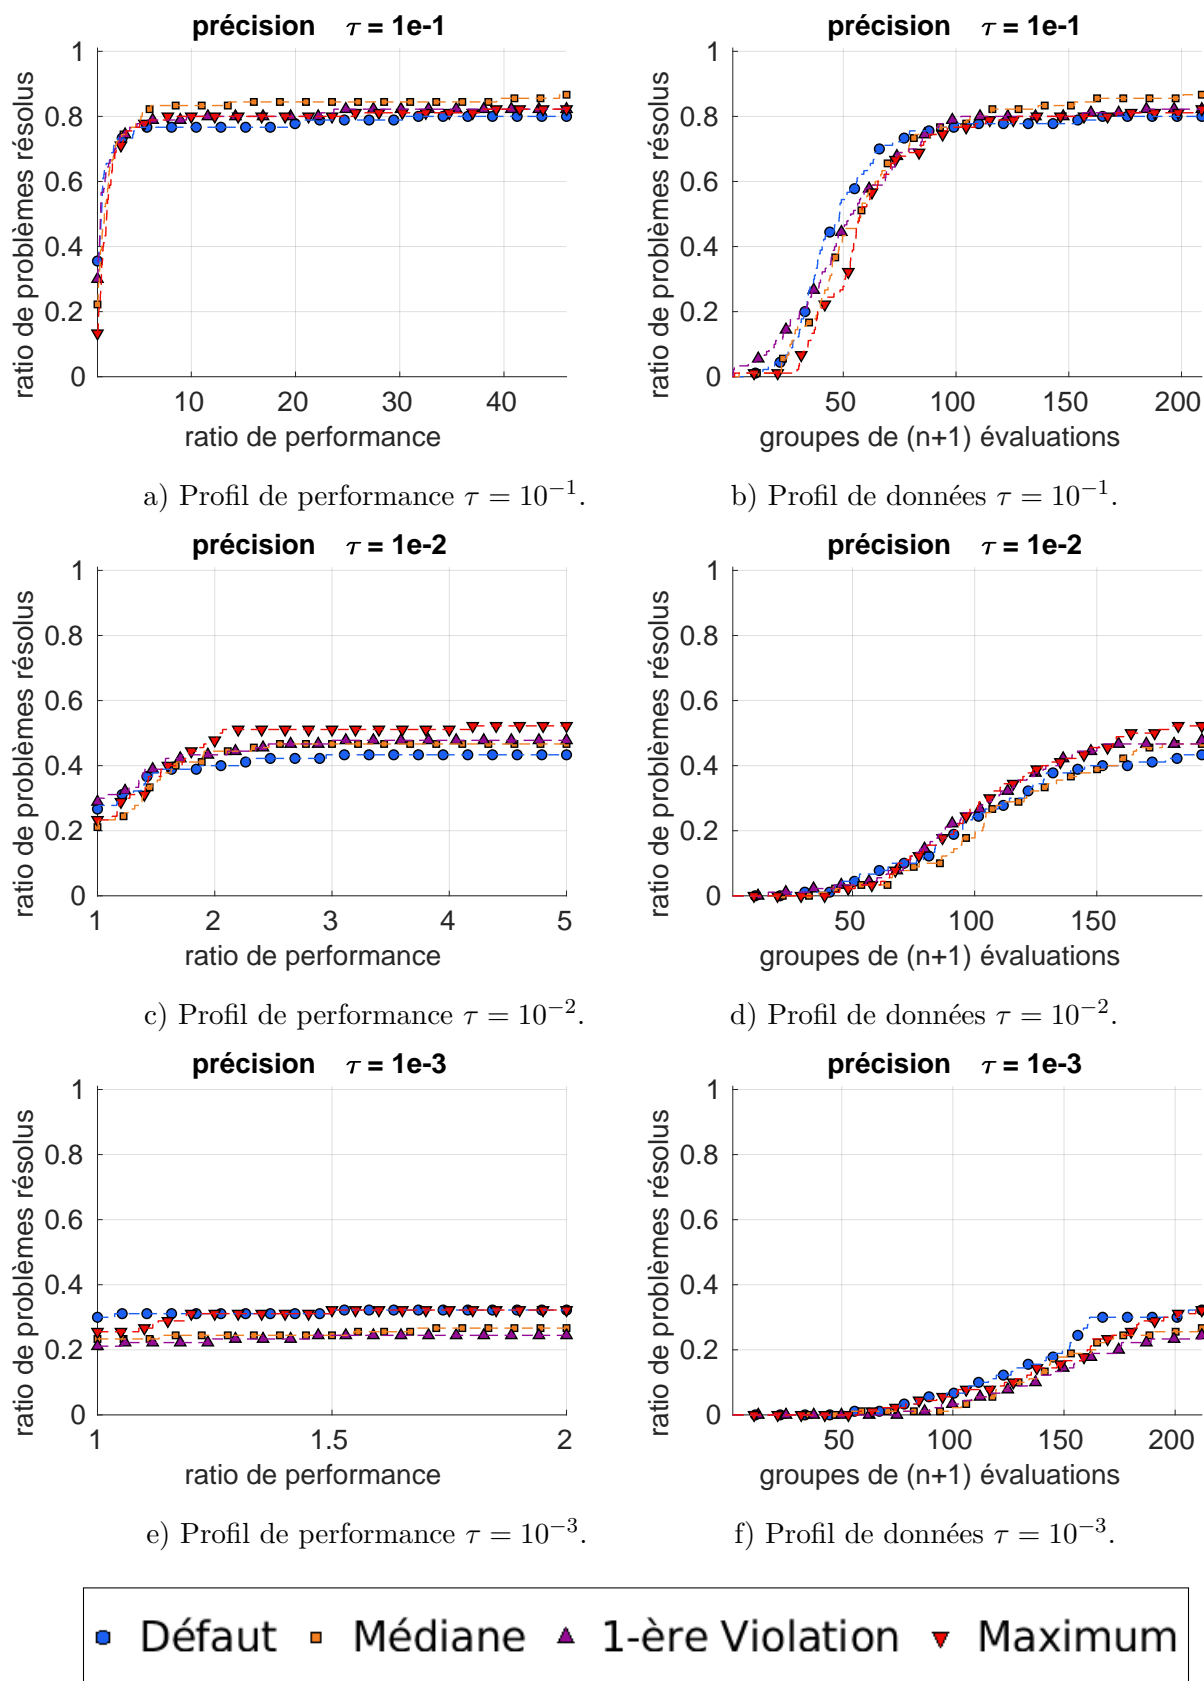 précision τ = 1e-1
ratio de problèmes résolus
1
0.8
0.6
0.4
0.2
0
10 20 30 40
ratio de performance
a) Profil de performance τ = 10⁻¹.
précision τ = 1e-1
ratio de problèmes résolus
1
0.8
0.6
0.4
0.2
0
50 100 150 200
groupes de (n+1) évaluations
b) Profil de données τ = 10⁻¹.
précision τ = 1e-2
ratio de problèmes résolus
1
0.8
0.6
0.4
0.2
0
1 2 3 4 5
ratio de performance
c) Profil de performance τ = 10⁻².
précision τ = 1e-2
ratio de problèmes résolus
1
0.8
0.6
0.4
0.2
0
50 100 150
groupes de (n+1) évaluations
d) Profil de données τ = 10⁻².
précision τ = 1e-3
ratio de problèmes résolus
1
0.8
0.6
0.4
0.2
0
1 1.5 2
ratio de performance
e) Profil de performance τ = 10⁻³.
précision τ = 1e-3
ratio de problèmes résolus
1
0.8
0.6
0.4
0.2
0
50 100 150 200
groupes de (n+1) évaluations
f) Profil de données τ = 10⁻³.
Défaut Médiane 1-ère Violation Maximum